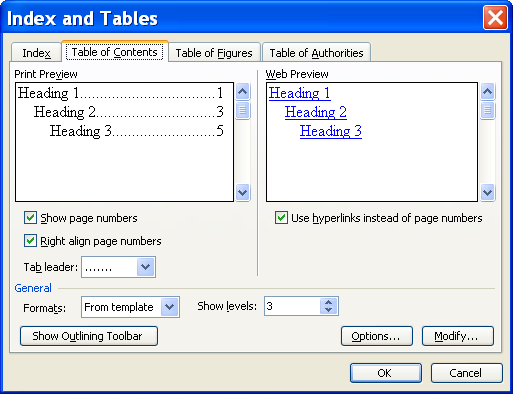 Index and Tables
Index Table of Contents Table of Figures Table of Authorities
Print Preview
Heading 1..............................1
Heading 2..........................3
Heading 3......................5
Web Preview
Heading 1
Heading 2
Heading 3
Show page numbers
Right align page numbers
Tab leader: .......
Use hyperlinks instead of page numbers
General
Formats: From template Show levels: 3
Show Outlining Toolbar Options... Modify...
OK Cancel